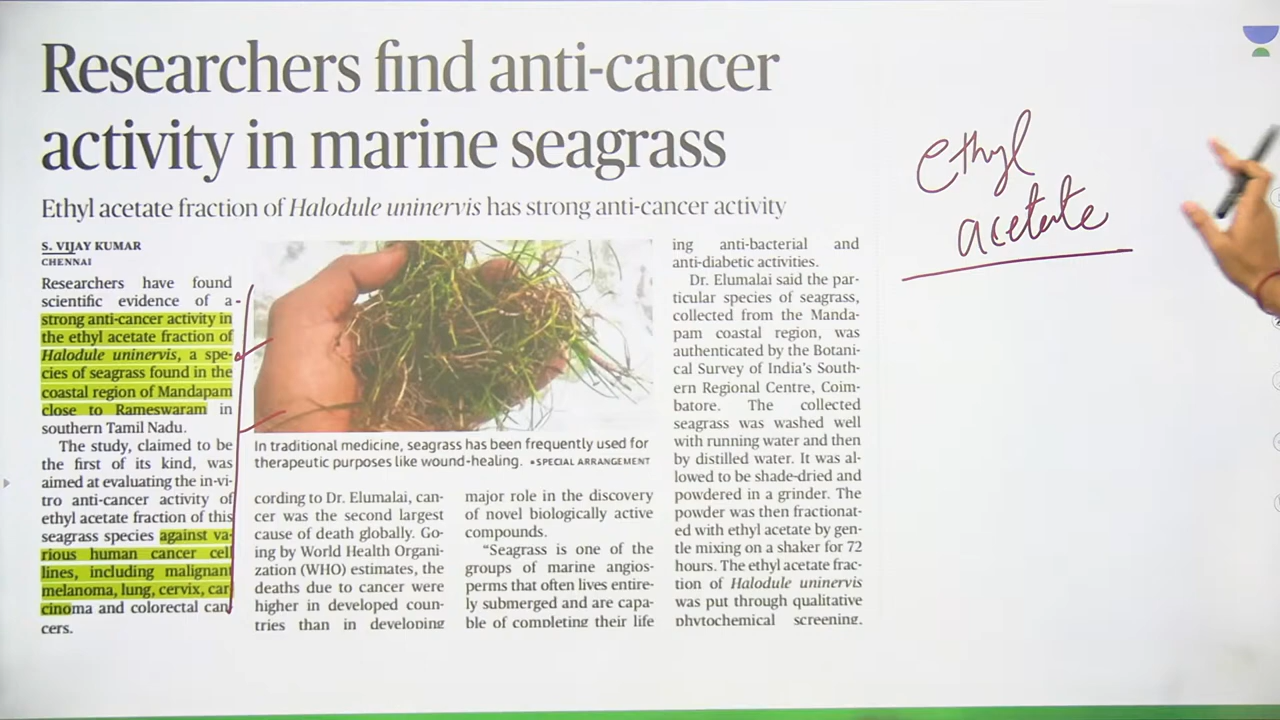 Researchers find anti-cancer
activity in marine seagrass
Ethyl acetate fraction of Halodule uninervis has strong anti-cancer activity
S. VIJAY KUMAR
CHENNAI
Researchers have found
scientific evidence of a
strong anti-cancer activity in
the ethyl acetate fraction of
Halodule uninervis, a spe-
cies of seagrass found in the
coastal region of Mandapam
close to Rameswaram in
southern Tamil Nadu.
The study, claimed to be
the first of its kind, was
aimed at evaluating the in-vi-
tro anti-cancer activity of
ethyl acetate fraction of this
seagrass species against va-
rious human cancer cell
lines, including malignant
melanoma, lung, cervix, car
cinoma and colorectal can
cers.
In traditional medicine, seagrass has been frequently used for
therapeutic purposes like wound-healing. •SPECIAL ARRANGEMENT
cording to Dr. Elumalai, can-
cer was the second largest
cause of death globally. Go-
ing by World Health Organi-
zation (WHO) estimates, the
deaths due to cancer were
higher in developed coun-
tries than in developing
major role in the discovery
of novel biologically active
compounds.
“Seagrass is one of the
groups of marine angios-
perms that often lives entire-
ly submerged and are capa-
ble of completing their life
ing anti-bacterial and
anti-diabetic activities.
Dr. Elumalai said the par-
ticular species of seagrass,
collected from the Manda-
pam coastal region, was
authenticated by the Botani-
cal Survey of India's South-
ern Regional Centre, Coim-
batore. The collected
seagrass was washed well
with running water and then
by distilled water. It was al-
lowed to be shade-dried and
powdered in a grinder. The
powder was then fractionat-
ed with ethyl acetate by gen-
tle mixing on a shaker for 72
hours. The ethyl acetate frac-
tion of Halodule uninervis
was put through qualitative
phytochemical screening.
ethyl
acetate